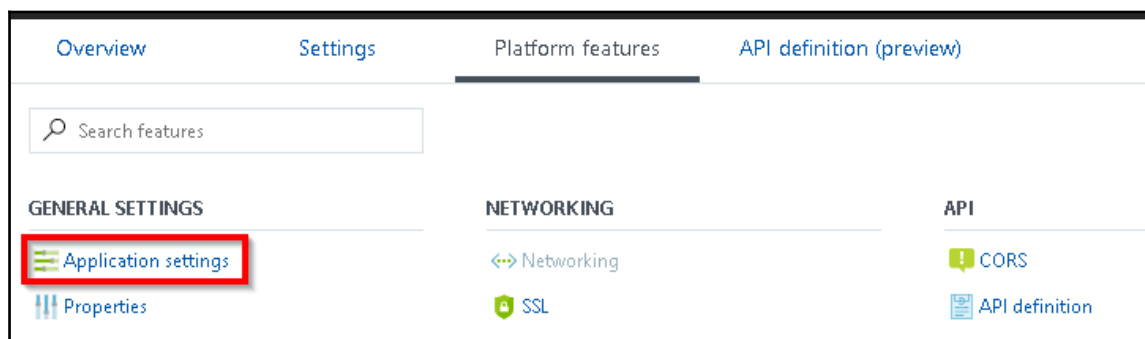 Overview Settings Platform features API definition (preview)
Search features
GENERAL SETTINGS NETWORKING API
Application settings Networking CORS
Properties SSL API definition